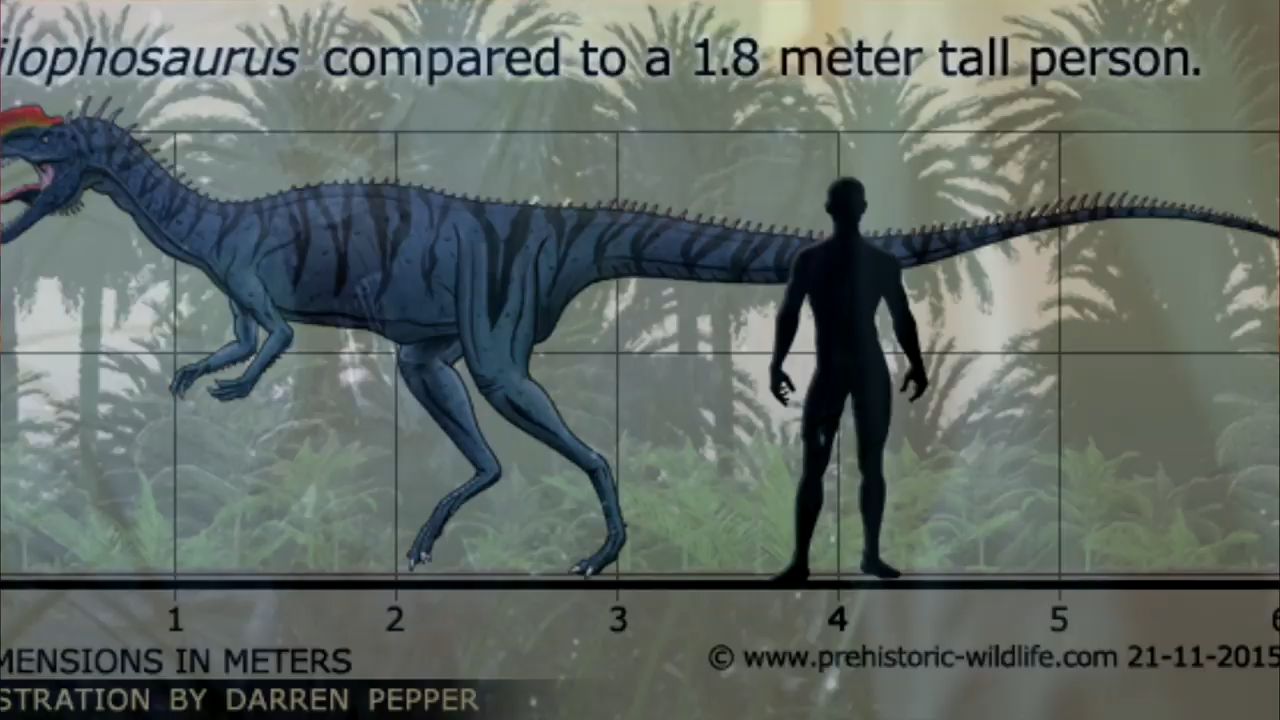 ilophosaurus compared to a 1.8 meter tall person.
1 2 3 4 5 6
MENSIONS IN METERS
© www.prehistoric-wildlife.com 21-11-2015
STRATION BY DARREN PEPPER